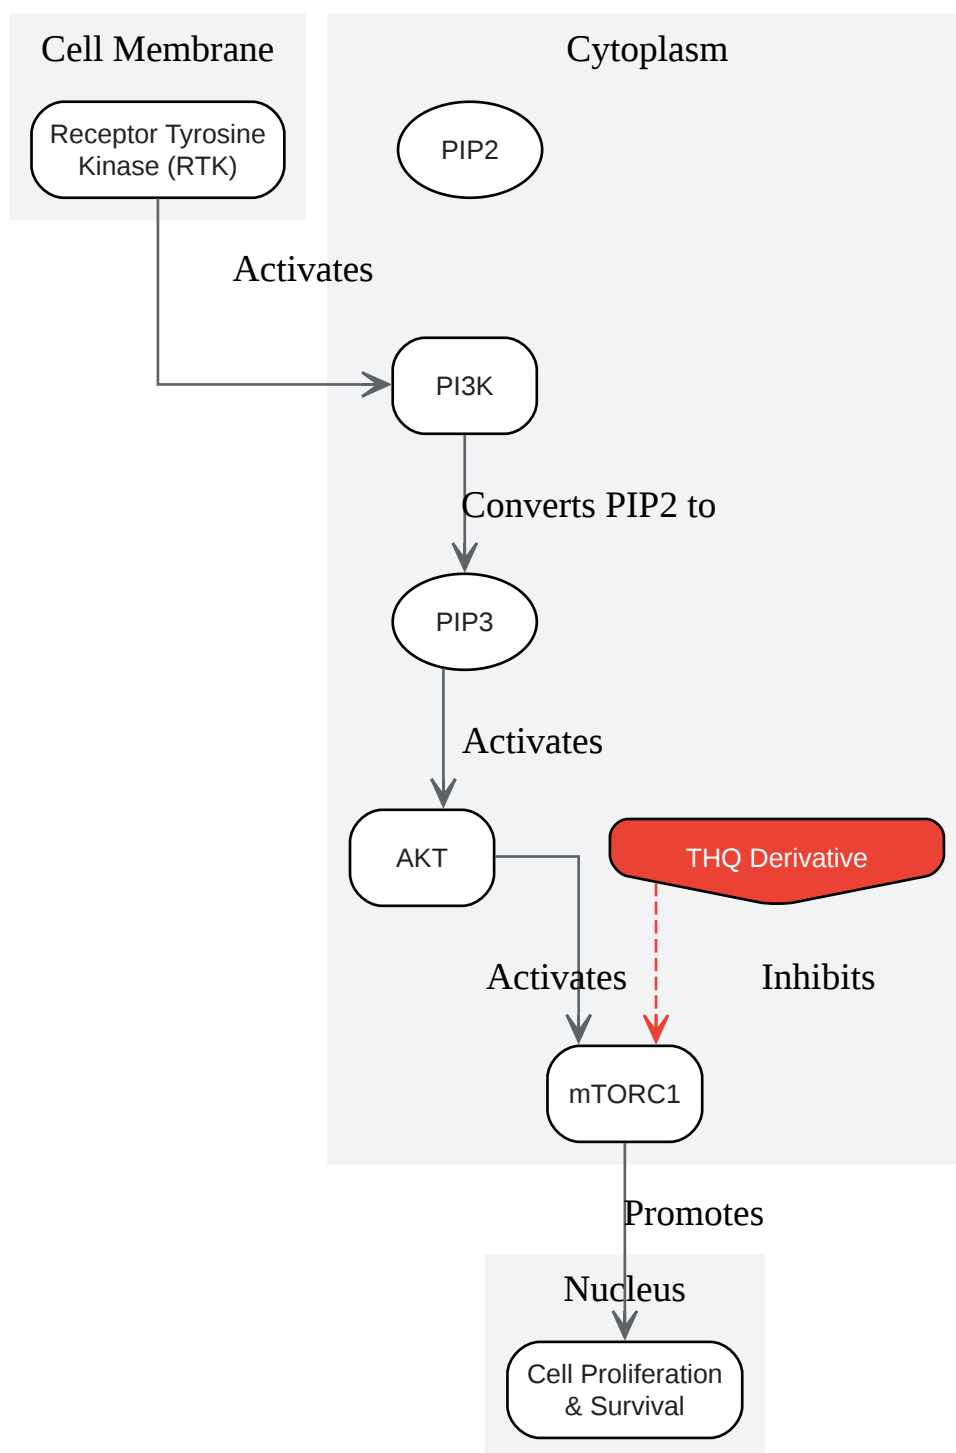 Cell Membrane
Cytoplasm
Receptor Tyrosine
Kinase (RTK)
PIP2
Activates
PI3K
Converts PIP2 to
PIP3
Activates
AKT
THQ Derivative
Activates
Inhibits
mTORC1
Promotes
Nucleus
Cell Proliferation
& Survival